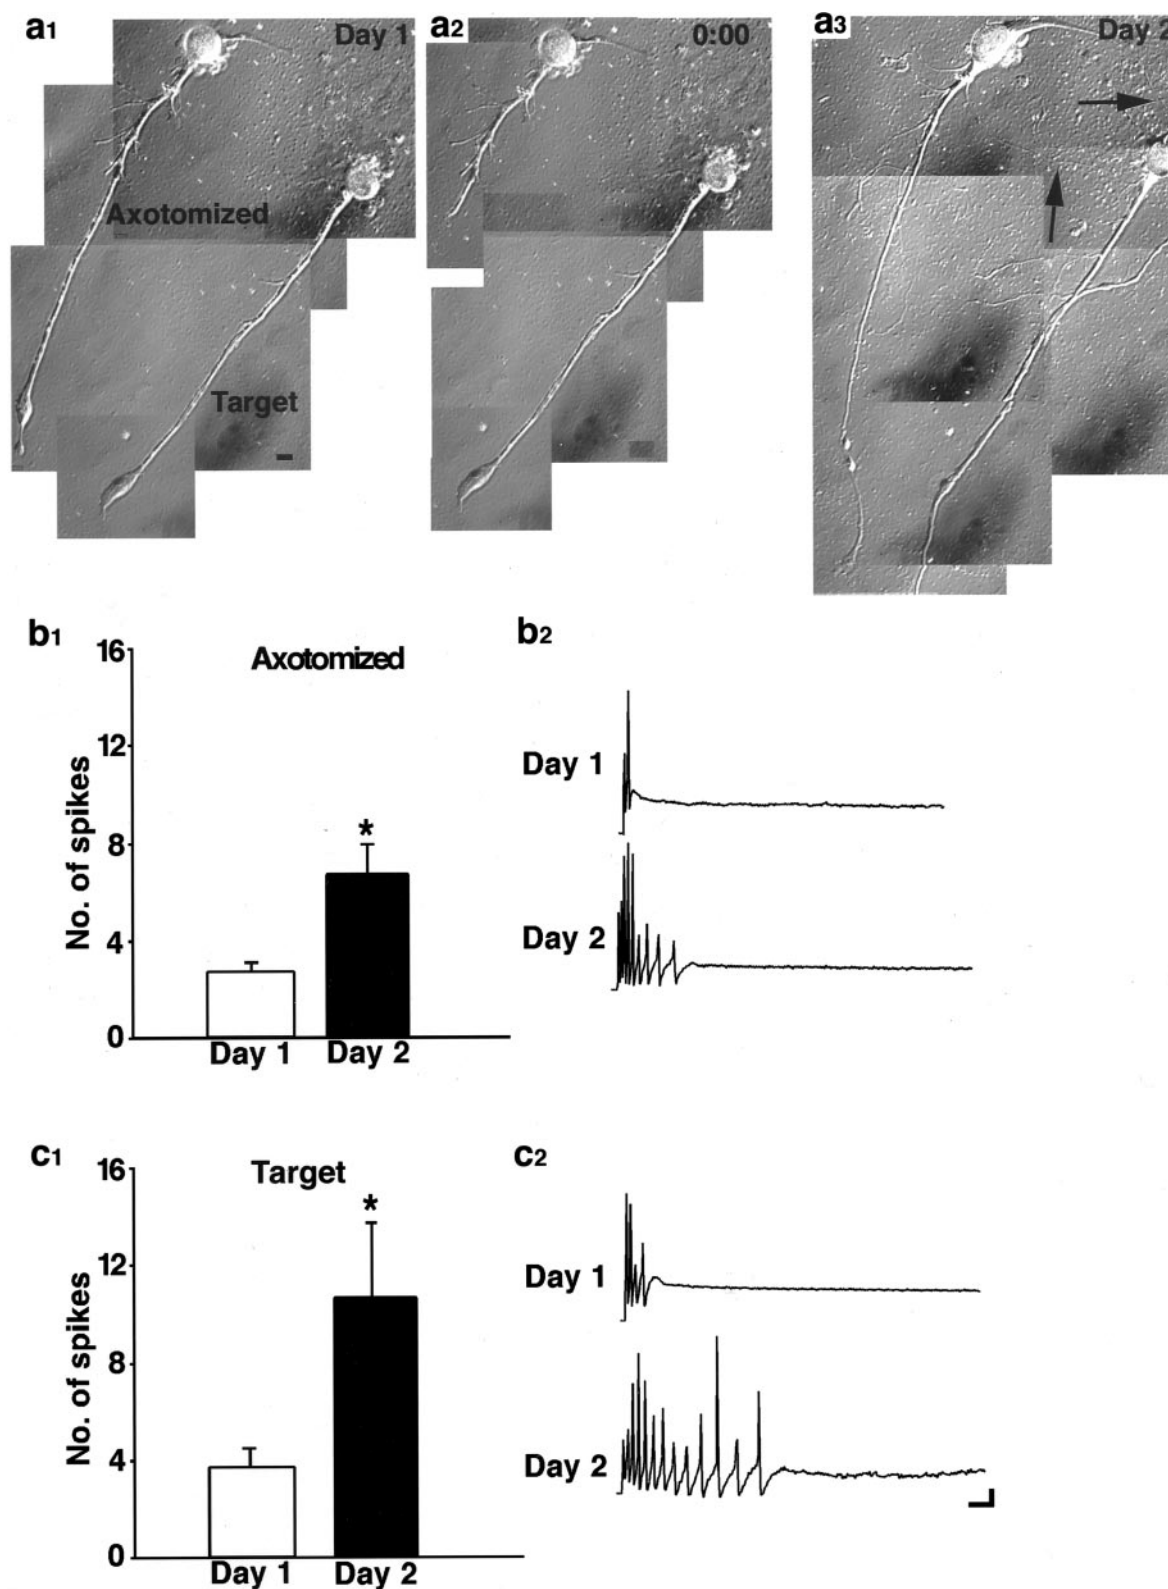 a1 Day 1
a2 0:00
a3 Day 2
Axotomized
Target
b1
16
12
8
4
0
No. of spikes
Axotomized
*
Day 1 Day 2
b2
Day 1
Day 2
c1
16
12
8
4
0
No. of spikes
Target
*
Day 1 Day 2
c2
Day 1
Day 2